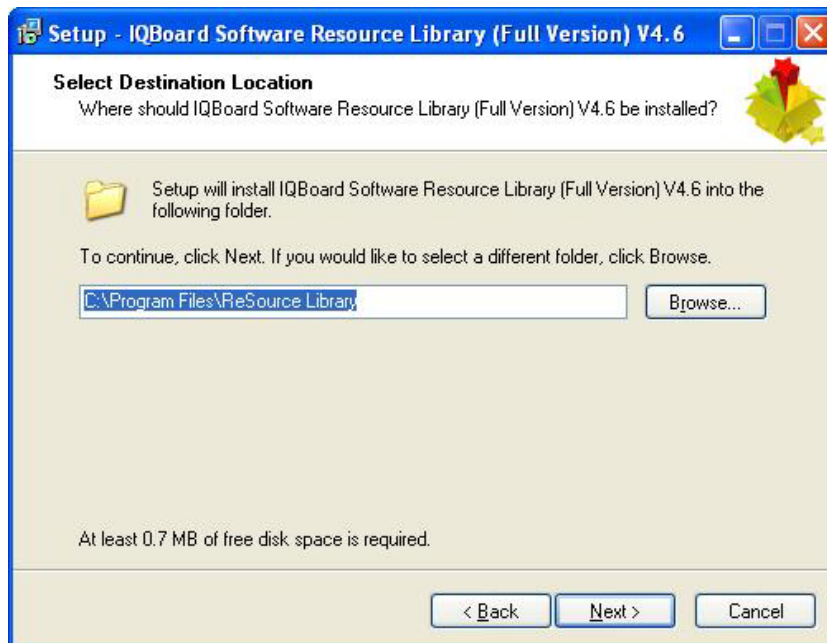 Setup - IQBoard Software Resource Library (Full Version) V4.6
Select Destination Location
Where should IQBoard Software Resource Library (Full Version) V4.6 be installed?
Setup will install IQBoard Software Resource Library (Full Version) V4.6 into the
following folder.
To continue, click Next. If you would like to select a different folder, click Browse.
C:\Program Files\ReSource Library
Browse...
At least 0.7 MB of free disk space is required.
< Back
Next >
Cancel